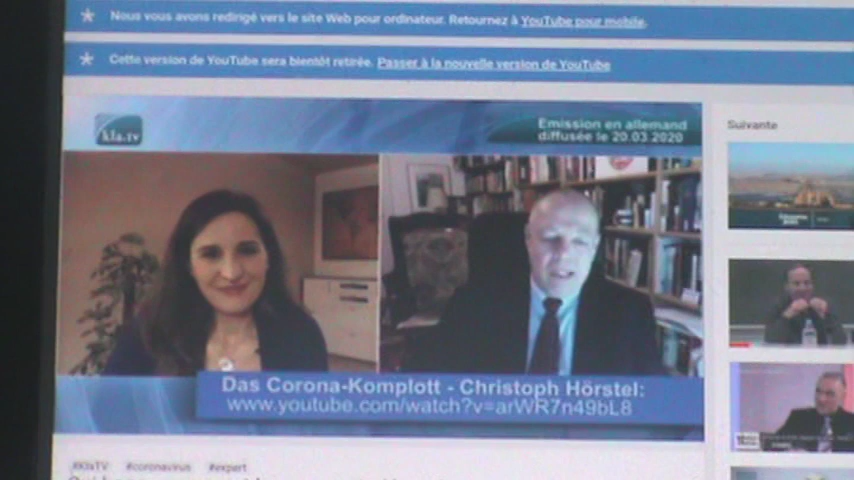 Nous vous avons redirigé vers le site Web pour ordinateur. Retournez à YouTube pour mobile.
Cette version de YouTube sera bientôt retirée. Passer à la nouvelle version de YouTube
kla.tv
Emission en allemand
diffusée le 20.03.2020
Suivante
Das Corona-Komplott - Christoph Hörstel:
www.youtube.com/watch?v=arWR7n49bL8
#KlaTV #coronavirus #expert